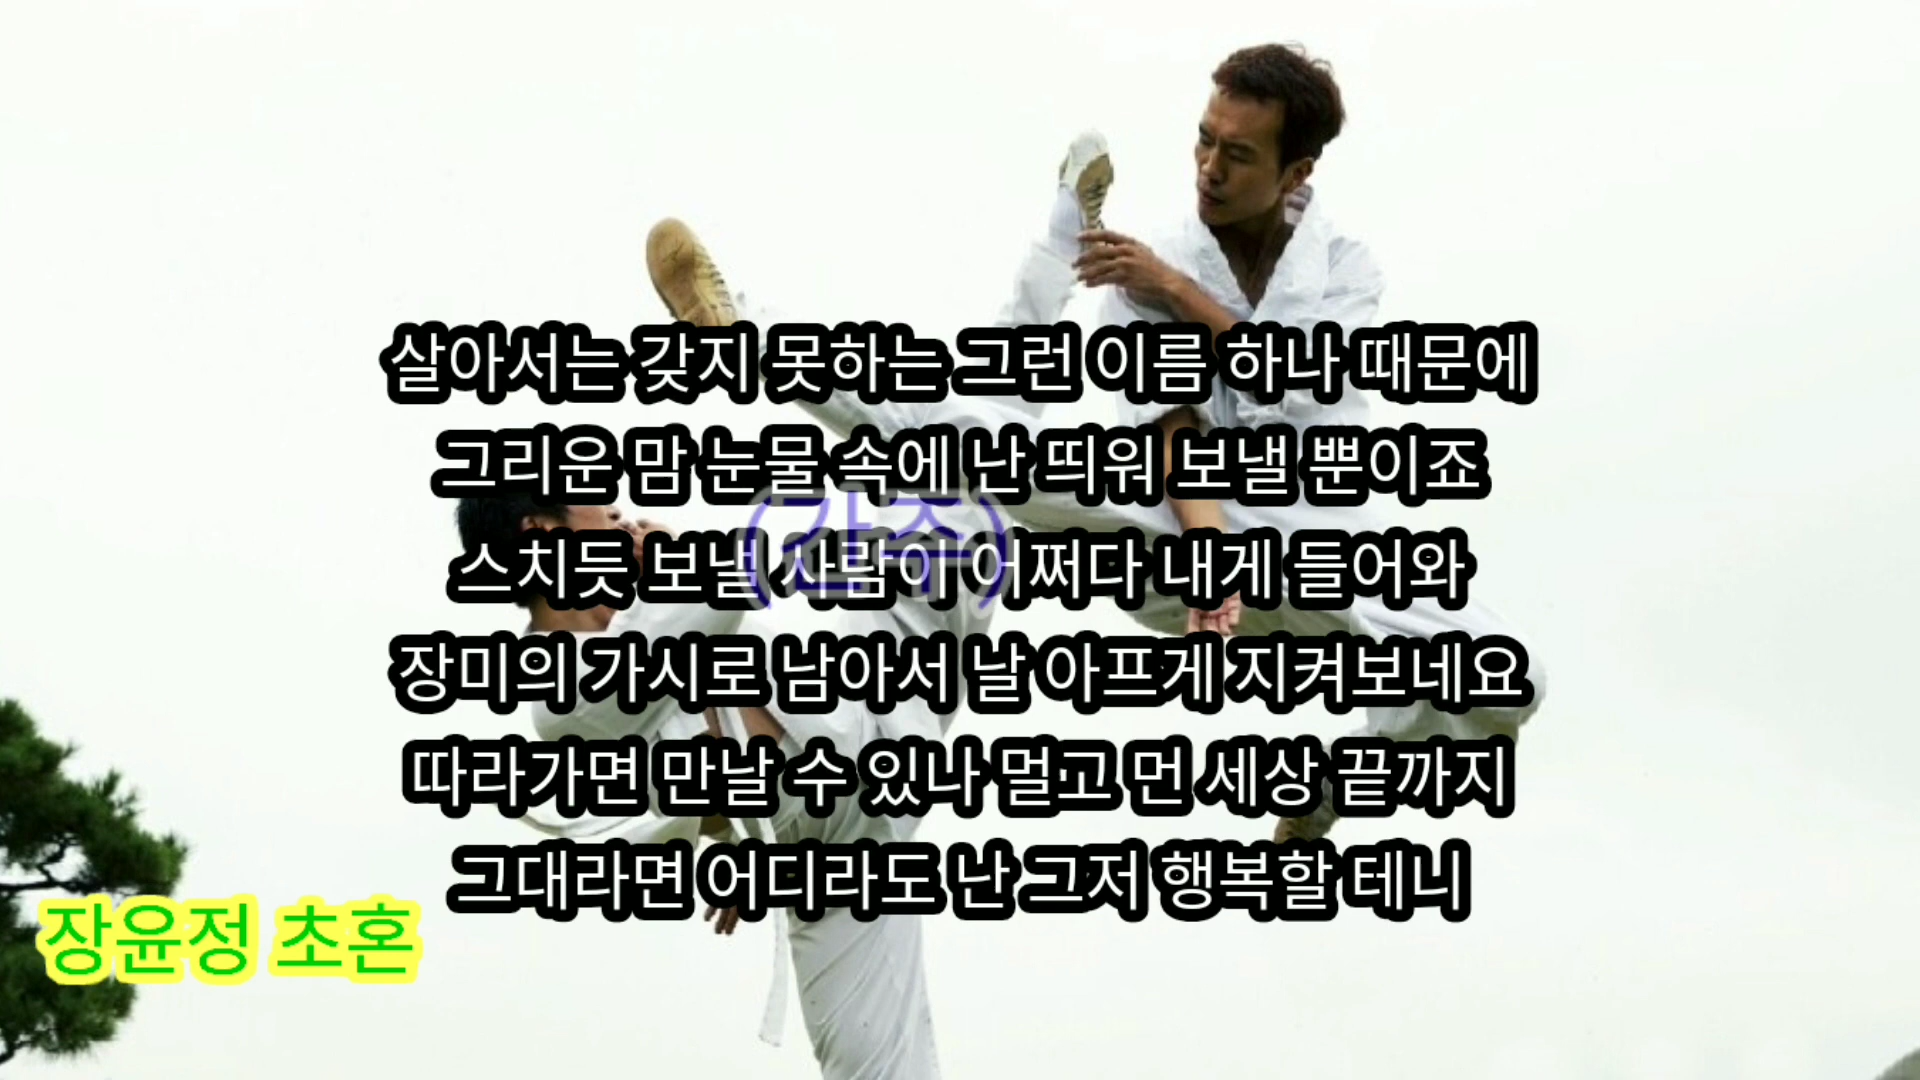 살아서는 갖지 못하는 그런 이름 하나 때문에
그리운 맘 눈물 속에 난 띄워 보낼 뿐이죠
(간주)
스치듯 보낼 사람이 어쩌다 내게 들어와
장미의 가시로 남아서 날 아프게 지켜보네요
따라가면 만날 수 있나 멀고 먼 세상 끝까지
그대라면 어디라도 난 그저 행복할 테니
장윤정 초혼